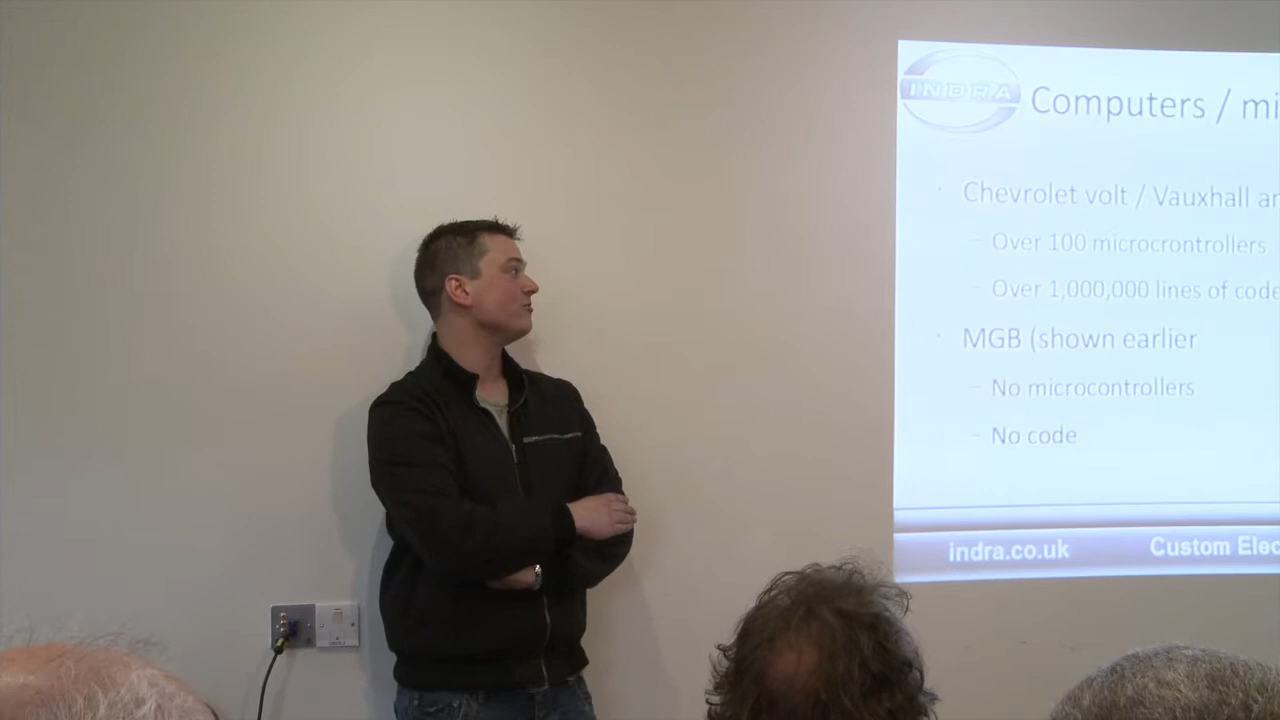 INDRA
Computers / mi
Chevrolet volt / Vauxhall a
Over 100 microcrontrollers
Over 1,000,000 lines of code
MGB (shown earlier
No microcontrollers
No code
indra.co.uk
Custom Elec